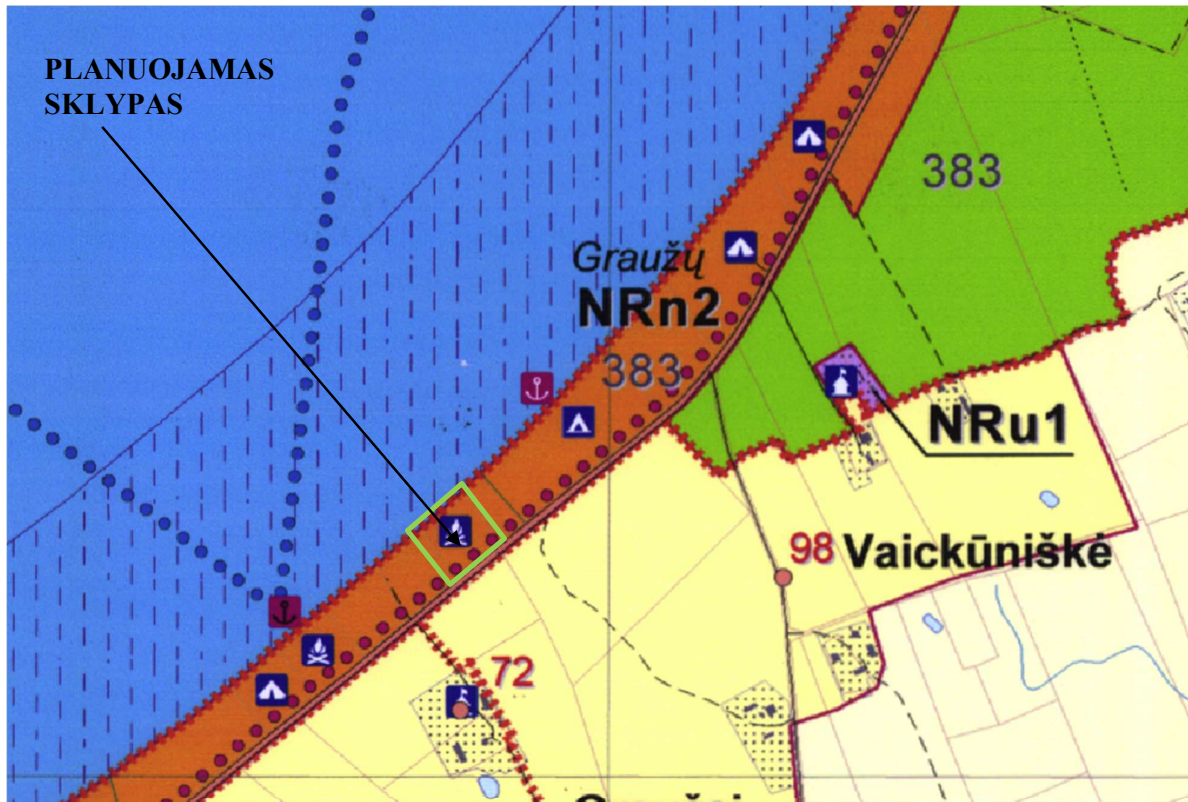 PLANUOJAMAS
SKLYPAS
383
Graužų
NRn2
383
NRu1
98 Vaickūniškė
72